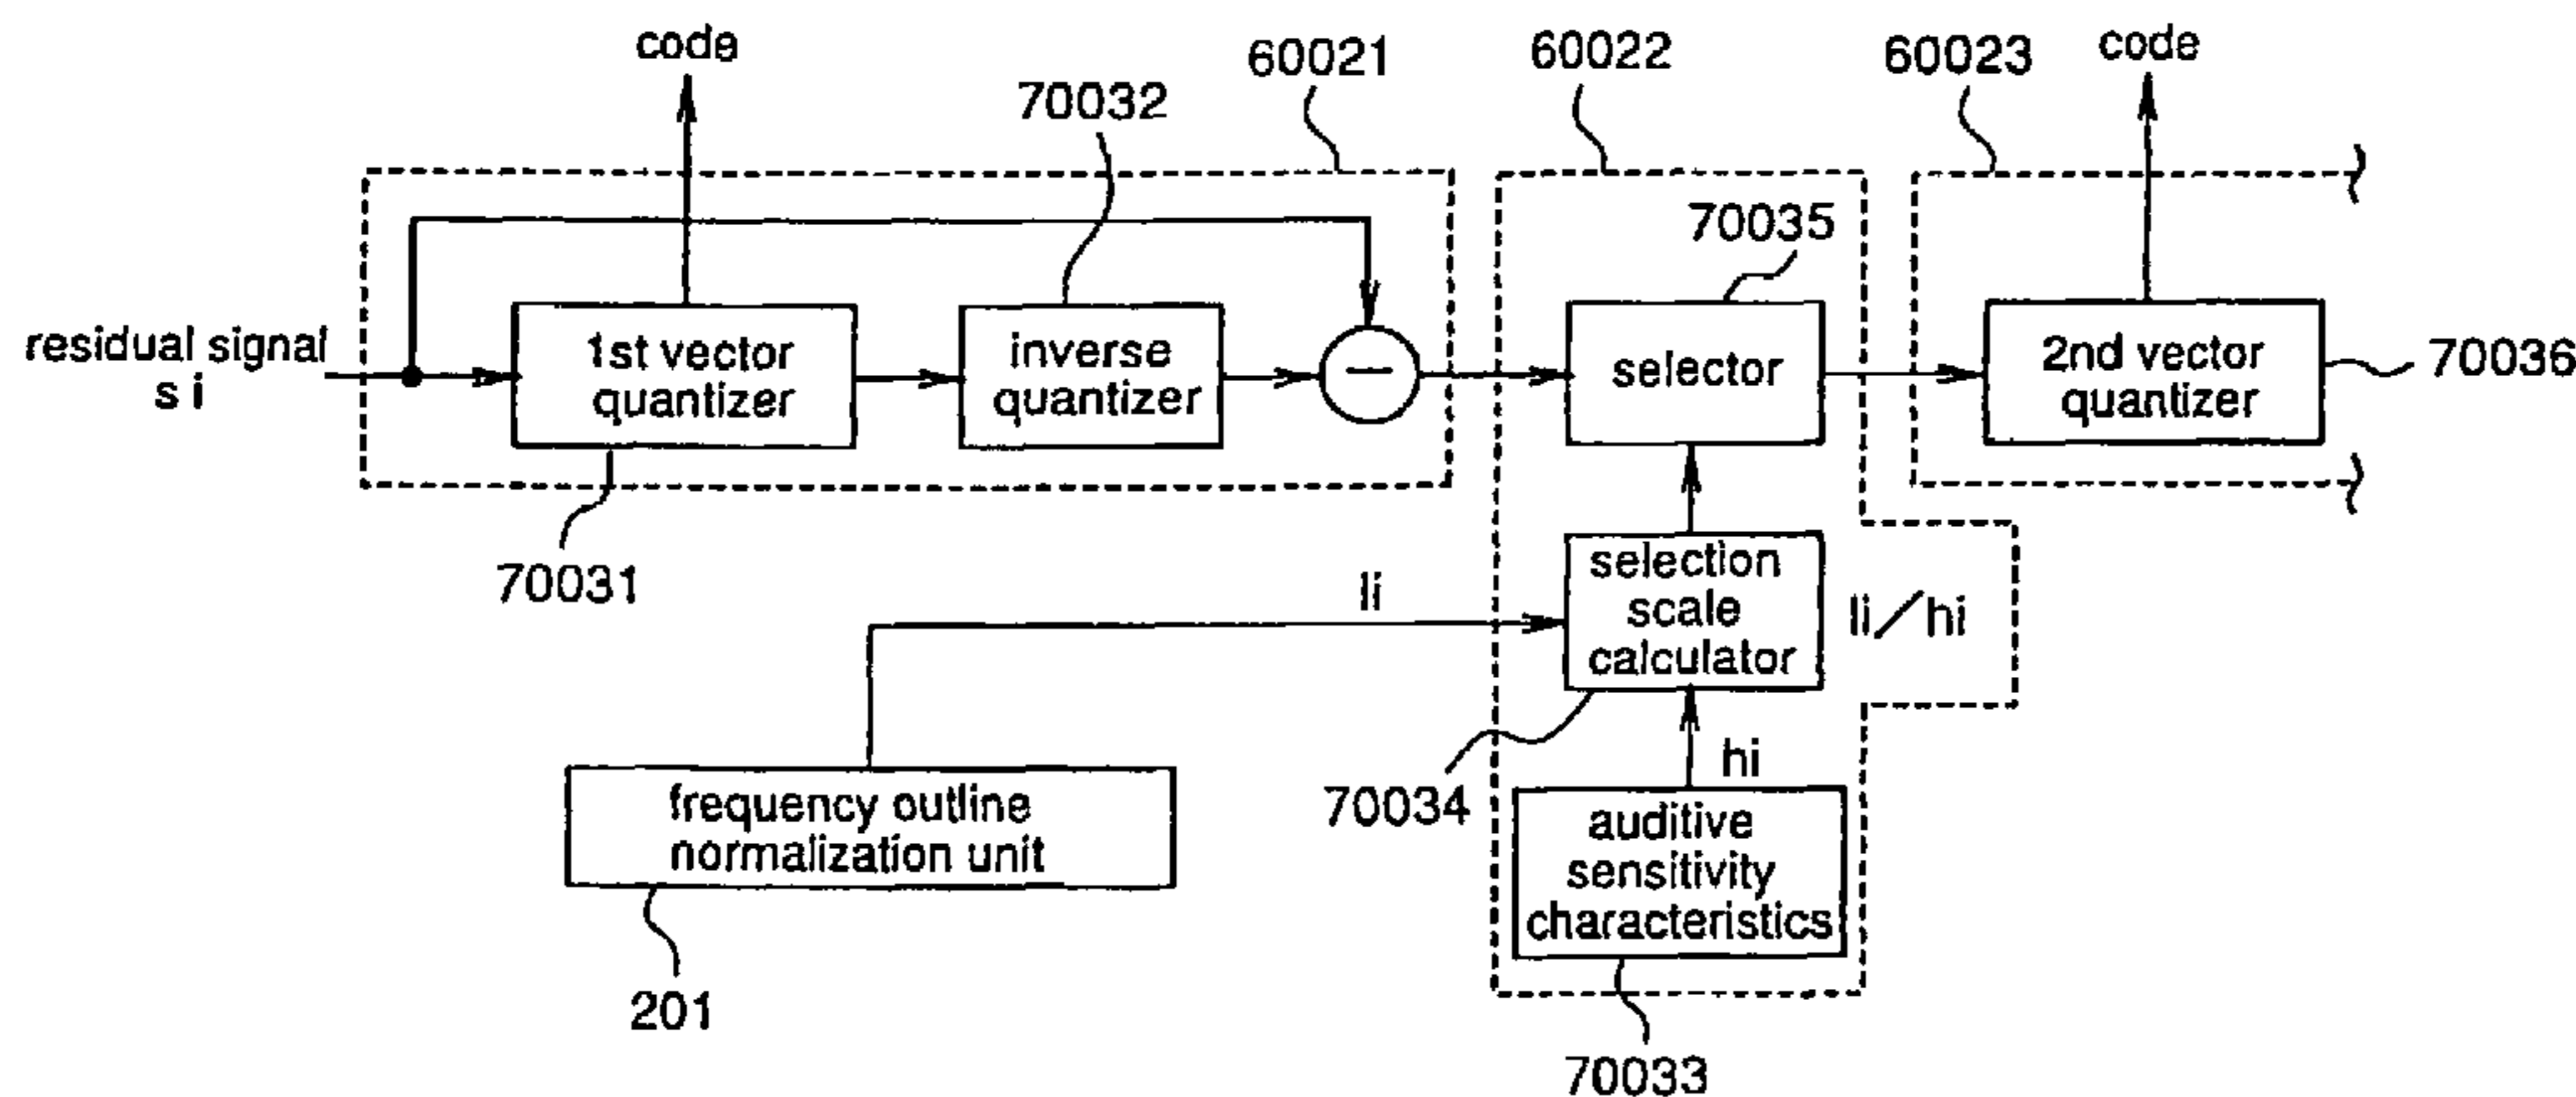 code
60021
60022
60023
code
70032
70035
residual signal
s i
1st vector
quantizer
inverse
quantizer
−
selector
2nd vector
quantizer
70036
70031
li
selection
scale
calculator
li／hi
hi
frequency outline
normalization unit
70034
auditive
sensitivity
characteristics
201
70033